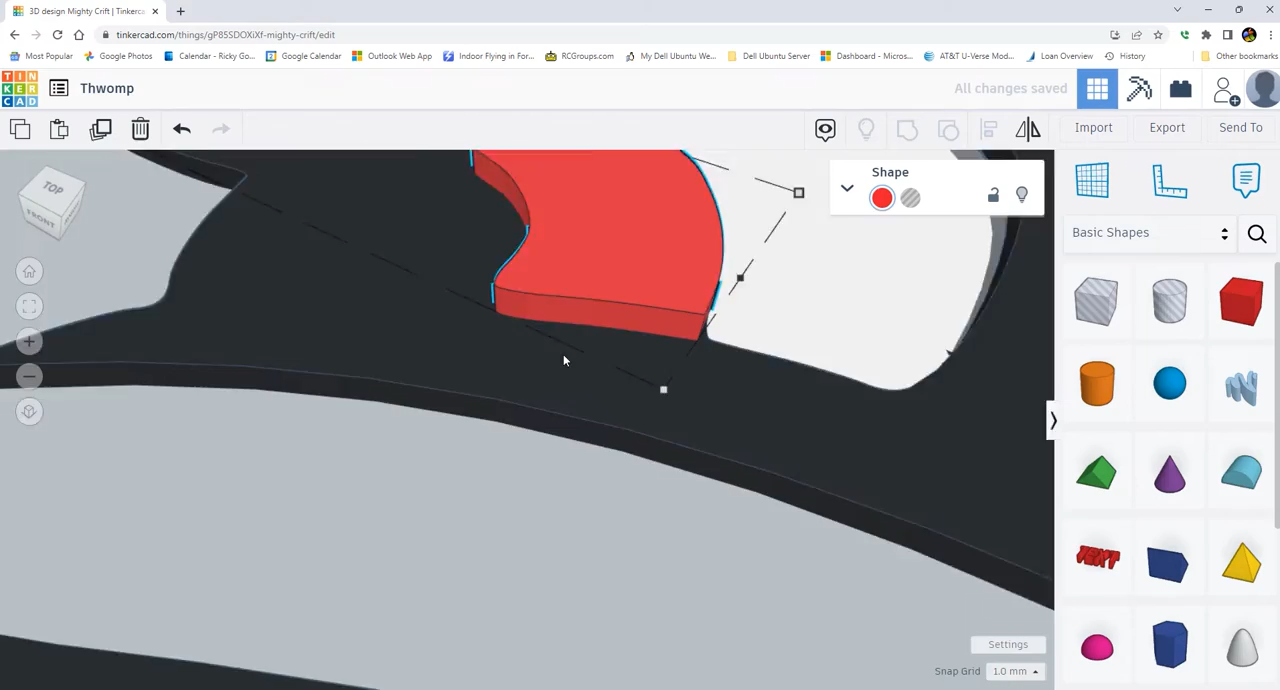 3D design Mighty Crift | Tinkerca
tinkercad.com/things/gP85SDOXiXf-mighty-crift/edit
Most Popular Google Photos Calendar - Ricky Go... Google Calendar Outlook Web App Indoor Flying in For... RCGroups.com My Dell Ubuntu We... Dell Ubuntu Server Dashboard - Micros... AT&T U-Verse Mod... Loan Overview History Other bookmarks
TIN
KER
CAD
Thwomp
All changes saved
Import Export Send To
TOP
FRONT
Shape
Basic Shapes
TEXT
Settings
Snap Grid 1.0 mm